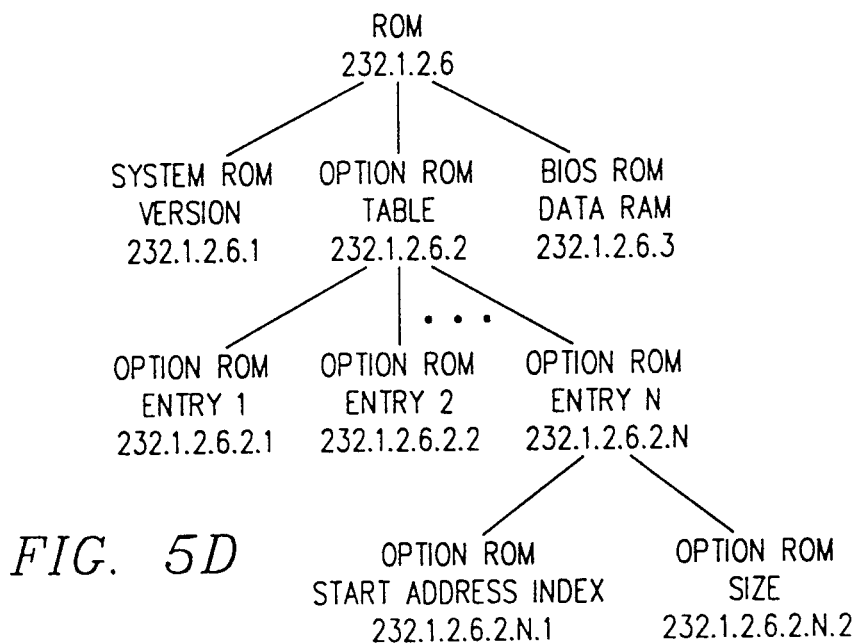 ROM
232.1.2.6
SYSTEM ROM
VERSION
232.1.2.6.1
OPTION ROM
TABLE
232.1.2.6.2
BIOS ROM
DATA RAM
232.1.2.6.3
. . .
OPTION ROM
ENTRY 1
232.1.2.6.2.1
OPTION ROM
ENTRY 2
232.1.2.6.2.2
OPTION ROM
ENTRY N
232.1.2.6.2.N
OPTION ROM
START ADDRESS INDEX
232.1.2.6.2.N.1
OPTION ROM
SIZE
232.1.2.6.2.N.2
FIG. 5D